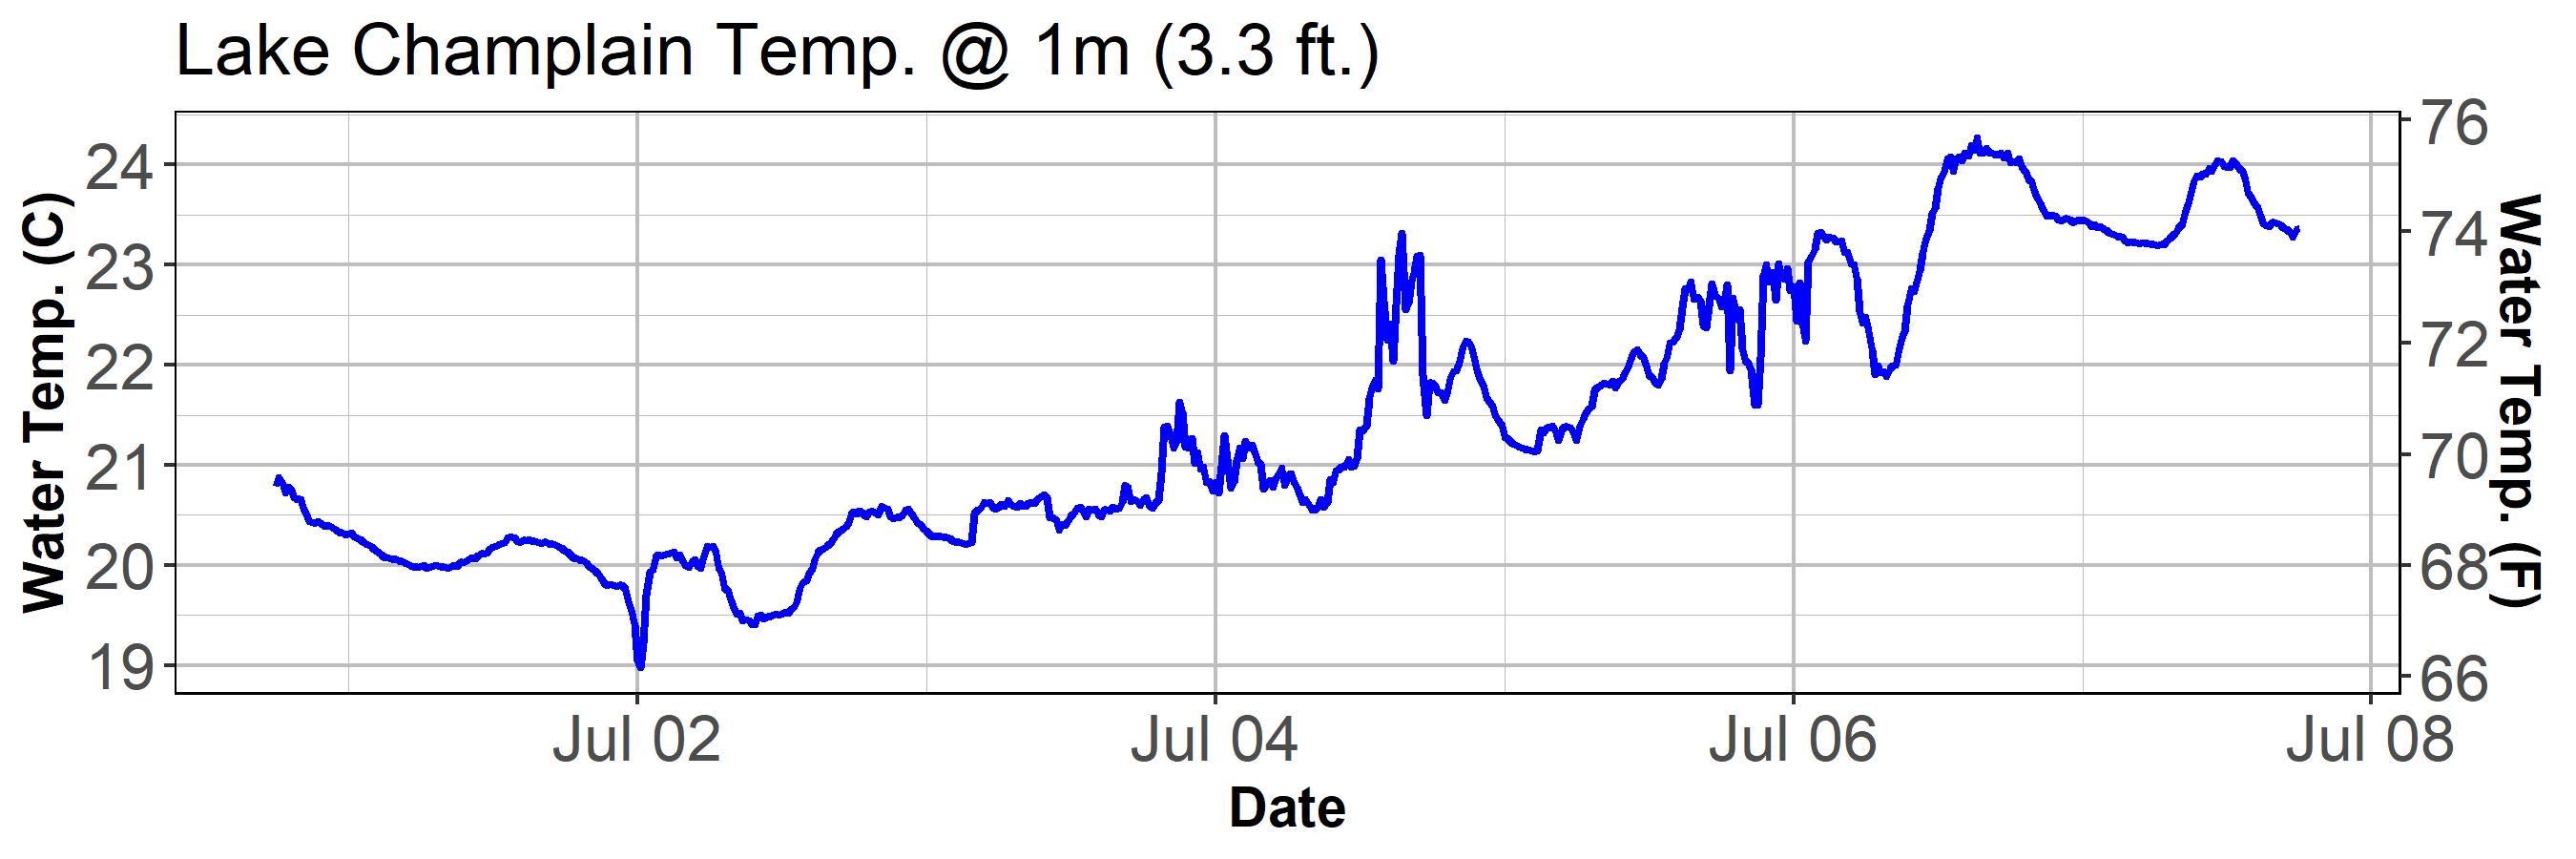 Lake Champlain Temp. @ 1m (3.3 ft.)
Water Temp. (C)
24
23
22
21
20
19
76
74
72
70
68
66
Water Temp. (F)
Jul 02 Jul 04 Jul 06 Jul 08
Date